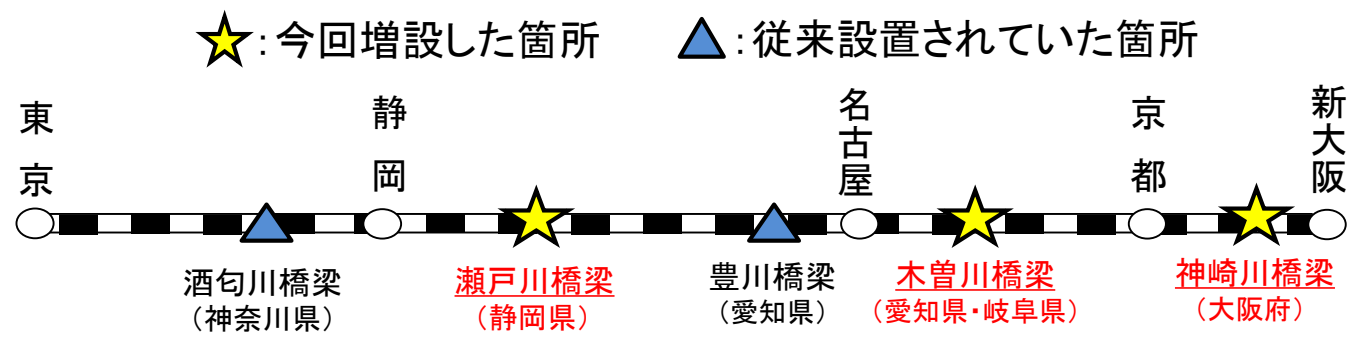 ：今回増設した箇所 ：従来設置されていた箇所
東京
静岡
名古屋
京都
新大阪
酒匂川橋梁
（神奈川県）
瀬戸川橋梁
（静岡県）
豊川橋梁
（愛知県）
木曽川橋梁
（愛知県・岐阜県）
神崎川橋梁
（大阪府）